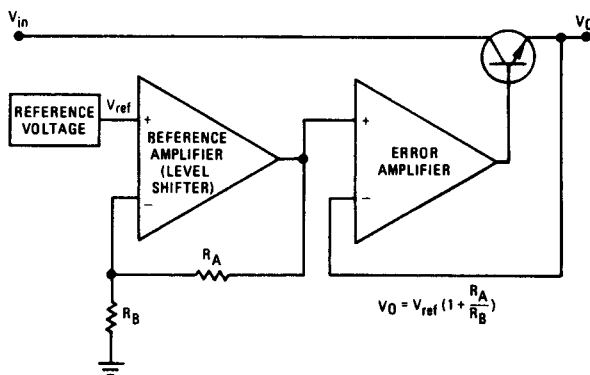 Vin
VO
REFERENCE
VOLTAGE
Vref
+
REFERENCE
AMPLIFIER
(LEVEL
SHIFTER)
−
+
ERROR
AMPLIFIER
−
RA
RB
VO = Vref (1 + RA/RB)